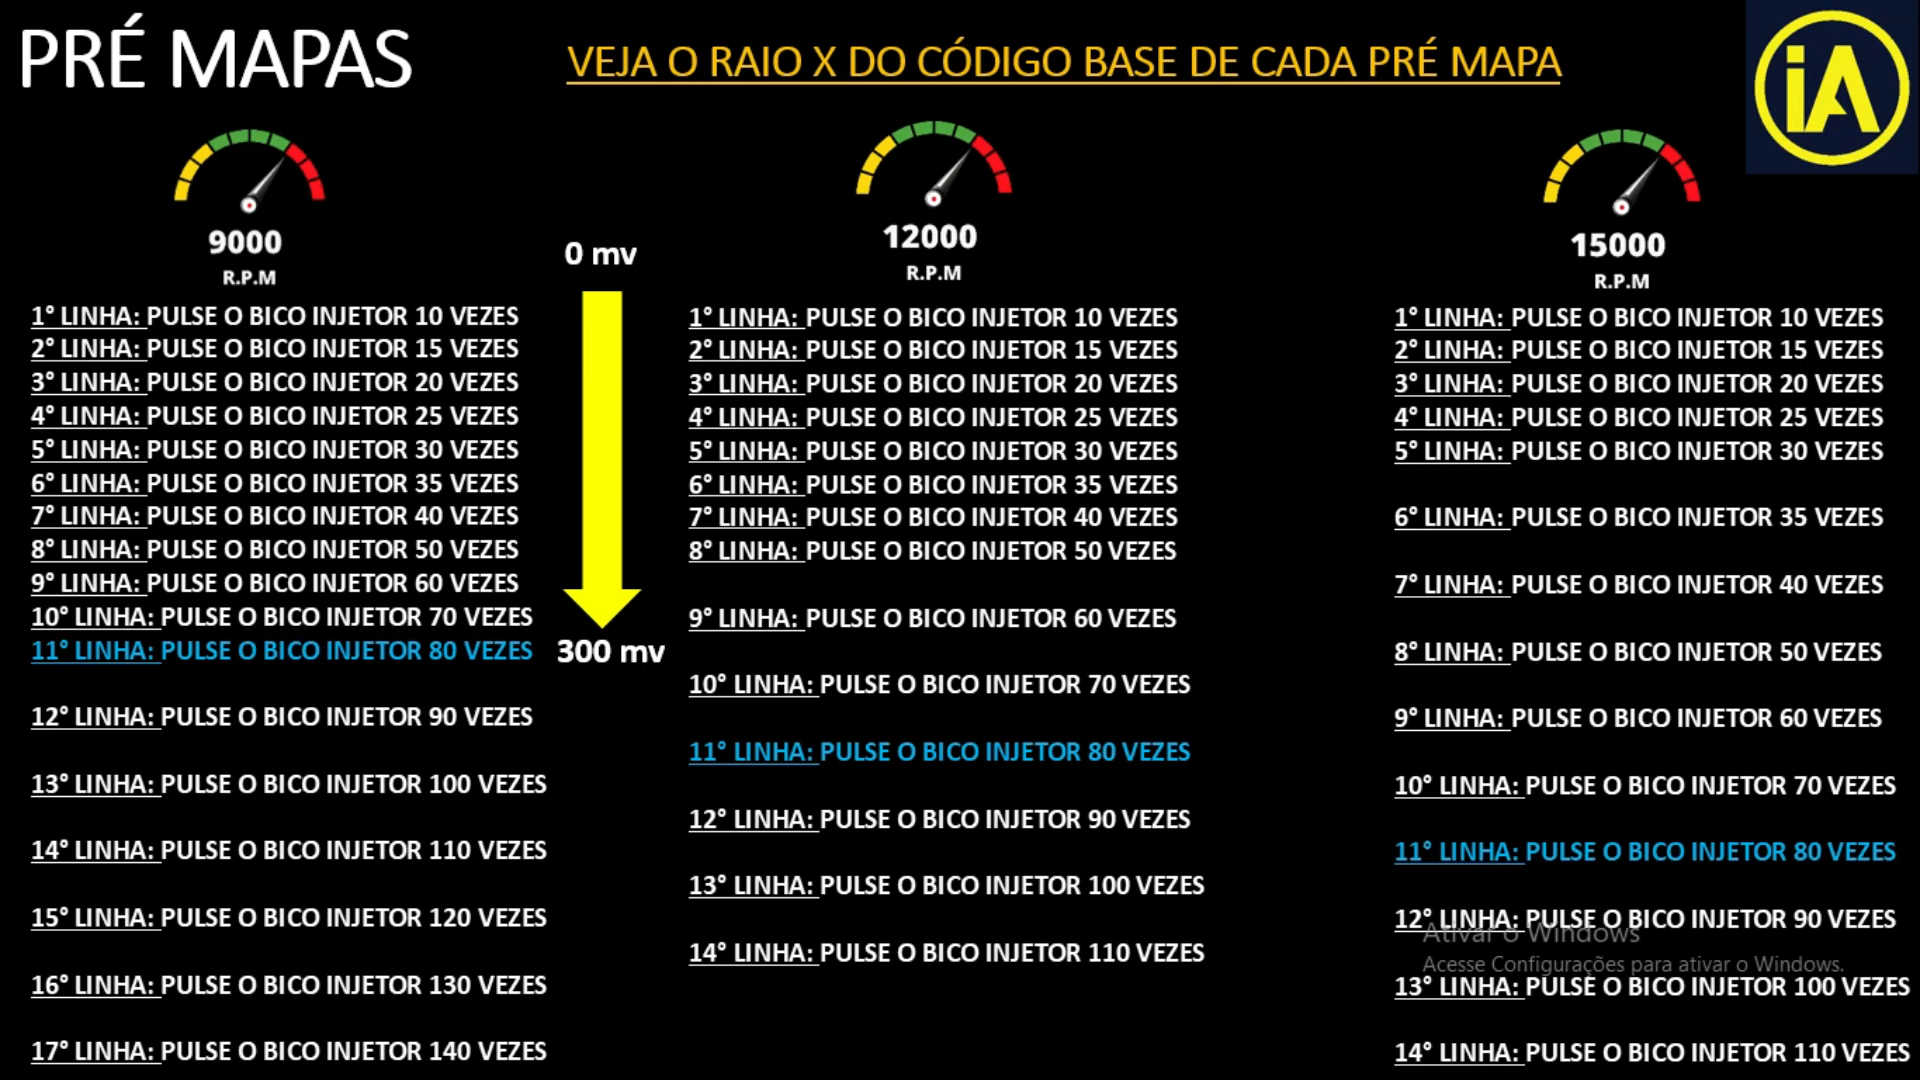 PRÉ MAPAS
VEJA O RAIO X DO CÓDIGO BASE DE CADA PRÉ MAPA
iA
9000
R.P.M
1° LINHA: PULSE O BICO INJETOR 10 VEZES
2° LINHA: PULSE O BICO INJETOR 15 VEZES
3° LINHA: PULSE O BICO INJETOR 20 VEZES
4° LINHA: PULSE O BICO INJETOR 25 VEZES
5° LINHA: PULSE O BICO INJETOR 30 VEZES
6° LINHA: PULSE O BICO INJETOR 35 VEZES
7° LINHA: PULSE O BICO INJETOR 40 VEZES
8° LINHA: PULSE O BICO INJETOR 50 VEZES
9° LINHA: PULSE O BICO INJETOR 60 VEZES
10° LINHA: PULSE O BICO INJETOR 70 VEZES
11° LINHA: PULSE O BICO INJETOR 80 VEZES
12° LINHA: PULSE O BICO INJETOR 90 VEZES
13° LINHA: PULSE O BICO INJETOR 100 VEZES
14° LINHA: PULSE O BICO INJETOR 110 VEZES
15° LINHA: PULSE O BICO INJETOR 120 VEZES
16° LINHA: PULSE O BICO INJETOR 130 VEZES
17° LINHA: PULSE O BICO INJETOR 140 VEZES
0 mv
300 mv
12000
R.P.M
1° LINHA: PULSE O BICO INJETOR 10 VEZES
2° LINHA: PULSE O BICO INJETOR 15 VEZES
3° LINHA: PULSE O BICO INJETOR 20 VEZES
4° LINHA: PULSE O BICO INJETOR 25 VEZES
5° LINHA: PULSE O BICO INJETOR 30 VEZES
6° LINHA: PULSE O BICO INJETOR 35 VEZES
7° LINHA: PULSE O BICO INJETOR 40 VEZES
8° LINHA: PULSE O BICO INJETOR 50 VEZES
9° LINHA: PULSE O BICO INJETOR 60 VEZES
10° LINHA: PULSE O BICO INJETOR 70 VEZES
11° LINHA: PULSE O BICO INJETOR 80 VEZES
12° LINHA: PULSE O BICO INJETOR 90 VEZES
13° LINHA: PULSE O BICO INJETOR 100 VEZES
14° LINHA: PULSE O BICO INJETOR 110 VEZES
15000
R.P.M
1° LINHA: PULSE O BICO INJETOR 10 VEZES
2° LINHA: PULSE O BICO INJETOR 15 VEZES
3° LINHA: PULSE O BICO INJETOR 20 VEZES
4° LINHA: PULSE O BICO INJETOR 25 VEZES
5° LINHA: PULSE O BICO INJETOR 30 VEZES
6° LINHA: PULSE O BICO INJETOR 35 VEZES
7° LINHA: PULSE O BICO INJETOR 40 VEZES
8° LINHA: PULSE O BICO INJETOR 50 VEZES
9° LINHA: PULSE O BICO INJETOR 60 VEZES
10° LINHA: PULSE O BICO INJETOR 70 VEZES
11° LINHA: PULSE O BICO INJETOR 80 VEZES
12° LINHA: PULSE O BICO INJETOR 90 VEZES
Ativar o Windows
Acesse Configurações para ativar o Windows.
13° LINHA: PULSE O BICO INJETOR 100 VEZES
14° LINHA: PULSE O BICO INJETOR 110 VEZES